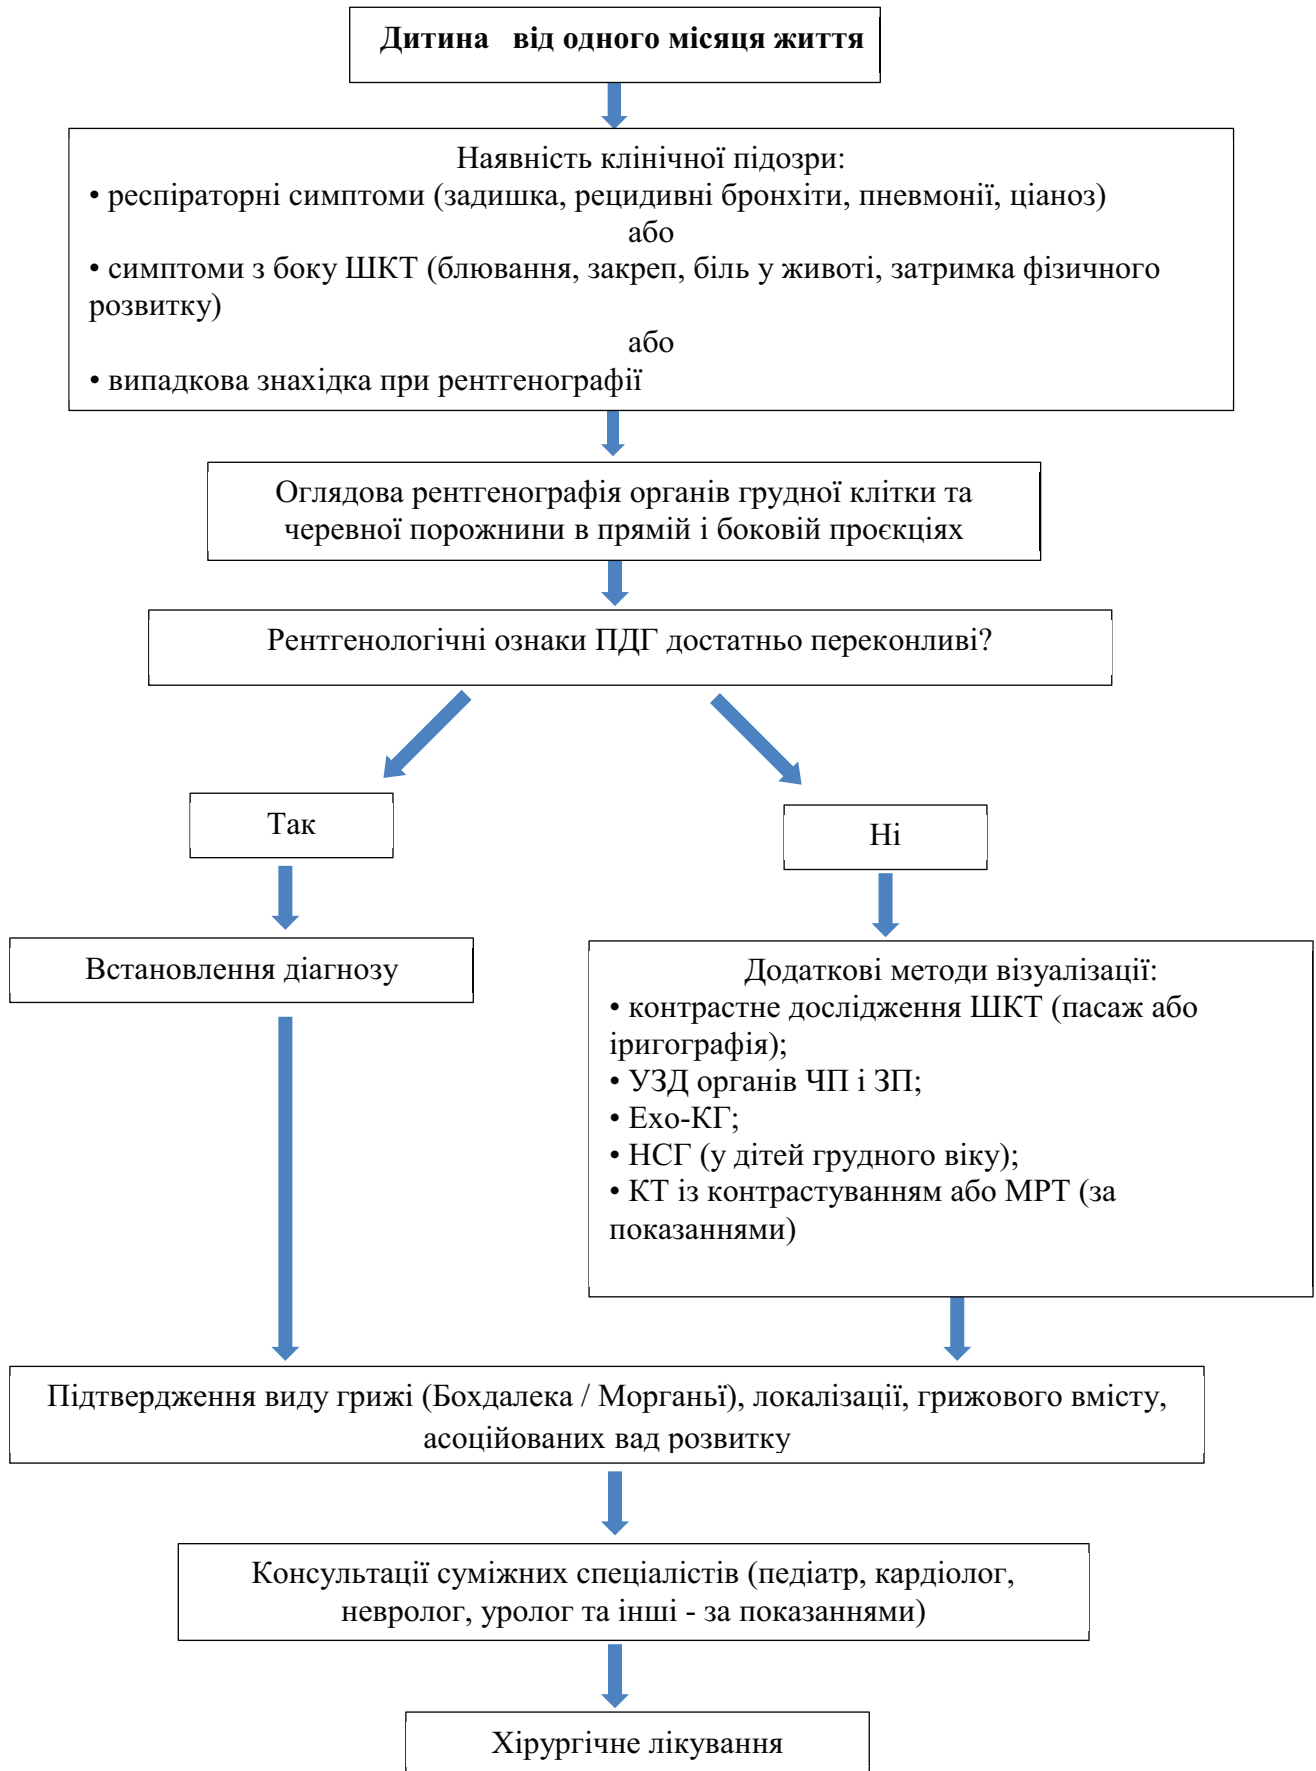 Дитина від одного місяця життя
Наявність клінічної підозри:
• респіраторні симптоми (задишка, рецидивні бронхіти, пневмонії, ціаноз)
або
• симптоми з боку ШКТ (блювання, закреп, біль у животі, затримка фізичного
розвитку)
або
• випадкова знахідка при рентгенографії
Оглядова рентгенографія органів грудної клітки та
черевної порожнини в прямій і боковій проєкціях
Рентгенологічні ознаки ПДГ достатньо переконливі?
Так
Ні
Встановлення діагнозу
Додаткові методи візуалізації:
• контрастне дослідження ШКТ (пасаж або
іригографія);
• УЗД органів ЧП і ЗП;
• Ехо-КГ;
• НСГ (у дітей грудного віку);
• КТ із контрастуванням або МРТ (за
показаннями)
Підтвердження виду грижі (Бохдалека / Морганьї), локалізації, грижового вмісту,
асоційованих вад розвитку
Консультації суміжних спеціалістів (педіатр, кардіолог,
невролог, уролог та інші - за показаннями)
Хірургічне лікування